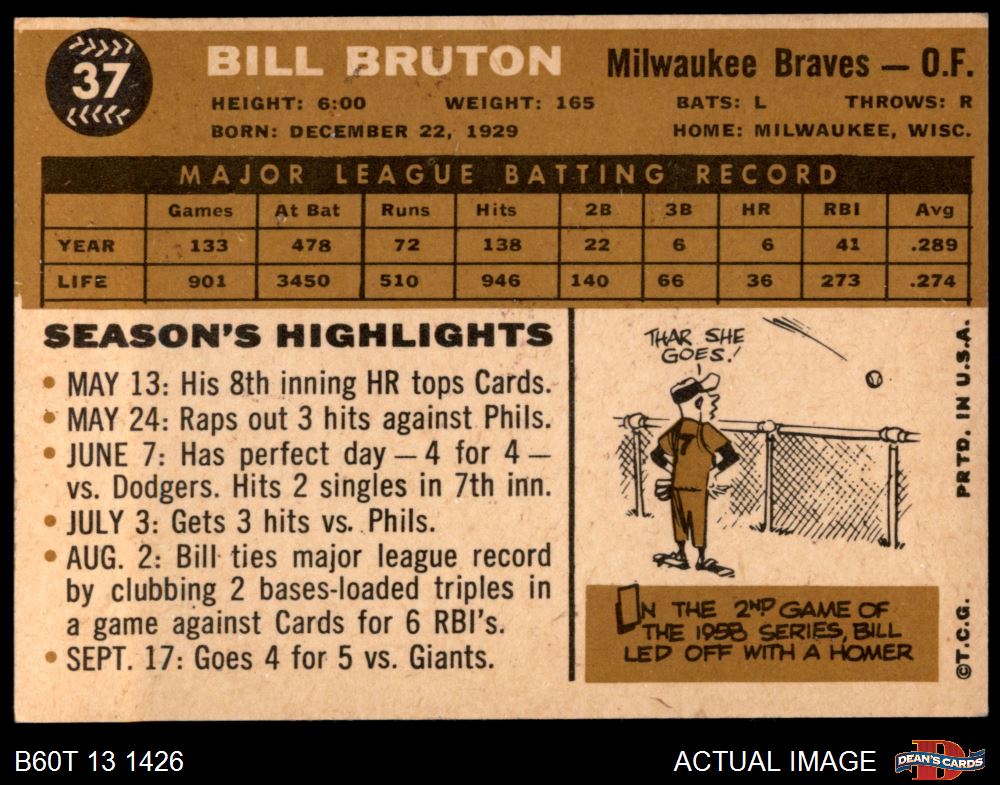 37
BILL BRUTON
Milwaukee Braves — O.F.
HEIGHT: 6:00 WEIGHT: 165 BATS: L THROWS: R
BORN: DECEMBER 22, 1929 HOME: MILWAUKEE, WISC.
MAJOR LEAGUE BATTING RECORD
Games At Bat Runs Hits 2B 3B HR RBI Avg
YEAR 133 478 72 138 22 6 6 41 .289
LIFE 901 3450 510 946 140 66 36 273 .274
SEASON'S HIGHLIGHTS
• MAY 13: His 8th inning HR tops Cards.
• MAY 24: Raps out 3 hits against Phils.
• JUNE 7: Has perfect day — 4 for 4 —
vs. Dodgers. Hits 2 singles in 7th inn.
• JULY 3: Gets 3 hits vs. Phils.
• AUG. 2: Bill ties major league record
by clubbing 2 bases-loaded triples in
a game against Cards for 6 RBI's.
• SEPT. 17: Goes 4 for 5 vs. Giants.
THAR SHE
GOES!
7
IN THE 2ND GAME OF
THE 1958 SERIES, BILL
LED OFF WITH A HOMER
©T.C.G. PRTD. IN U.S.A.
B60T 13 1426
ACTUAL IMAGE
D
DEAN'S CARDS